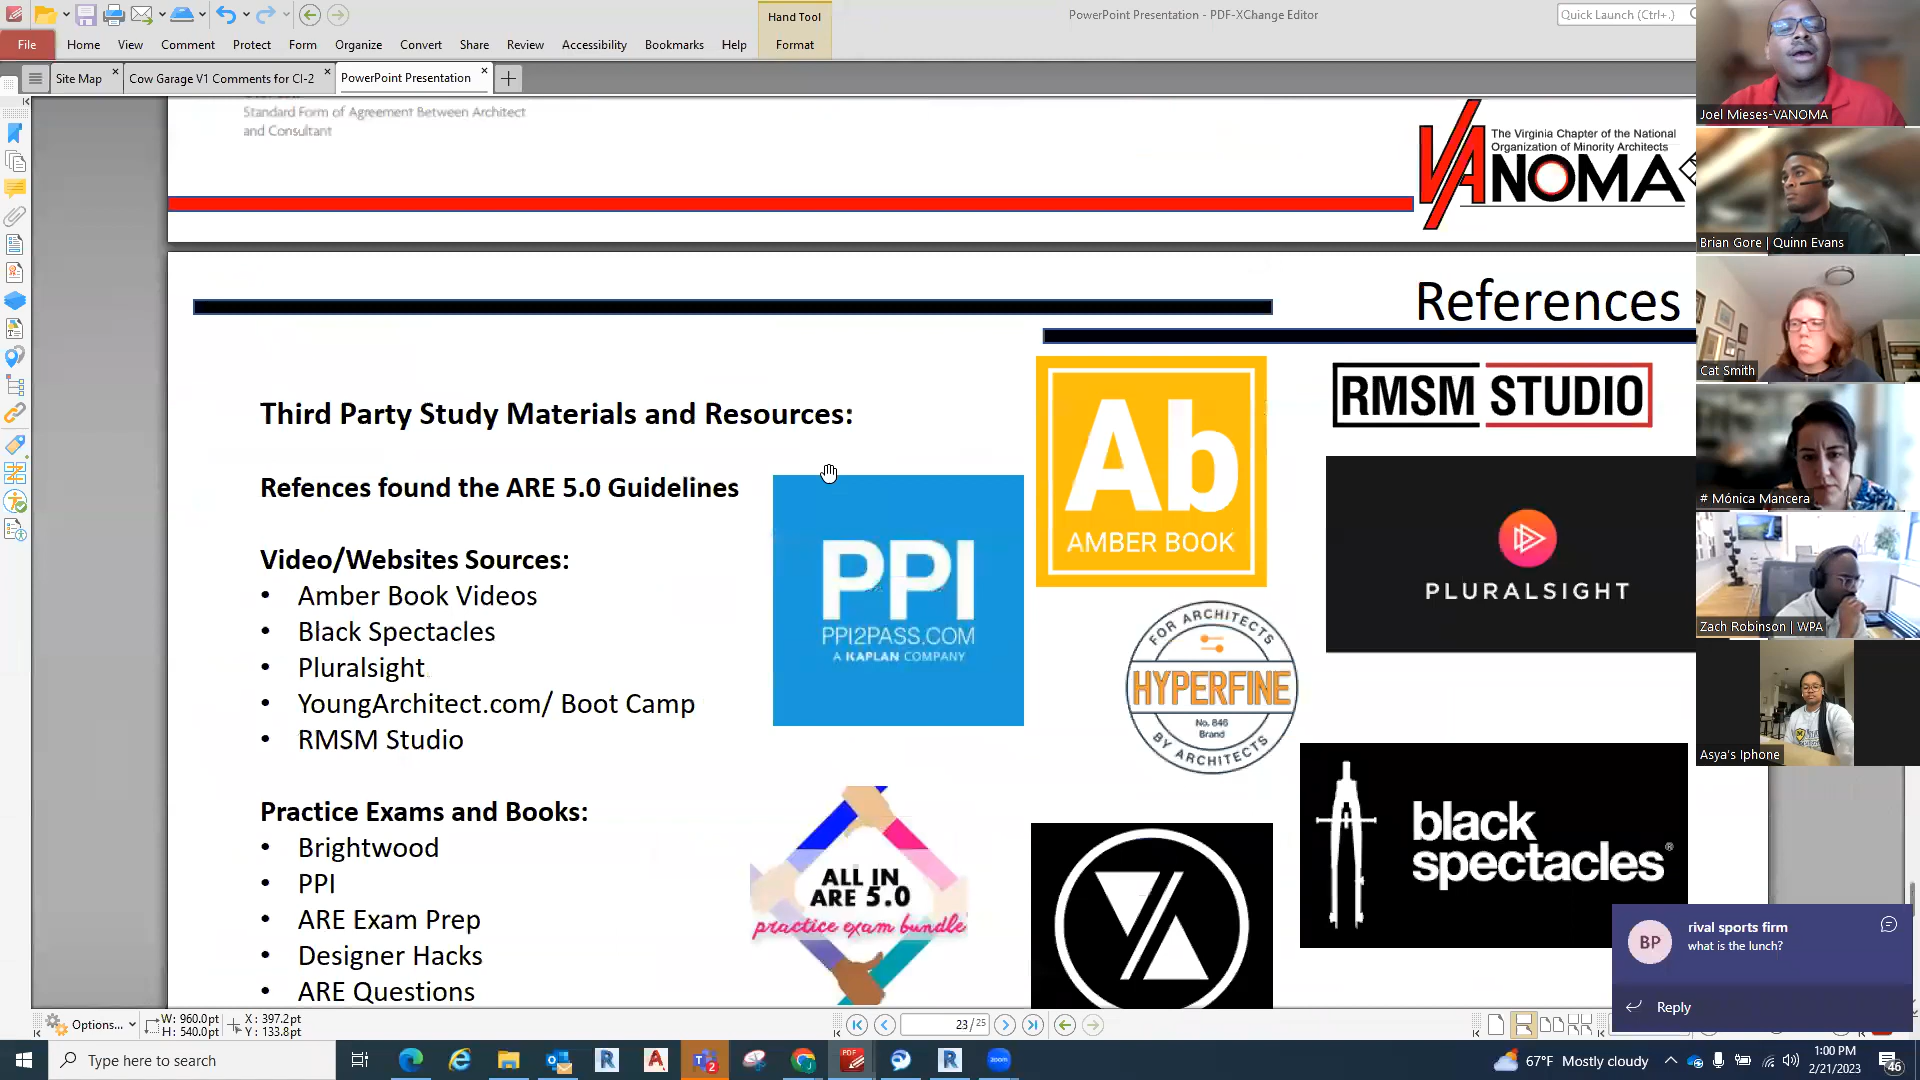 Hand Tool
PowerPoint Presentation - PDF-XChange Editor
Quick Launch (Ctrl+.)
File
Home
View
Comment
Protect
Form
Organize
Convert
Share
Review
Accessibility
Bookmarks
Help
Format
Site Map
Cow Garage V1 Comments for CI-2
PowerPoint Presentation
Standard Form of Agreement Between Architect
and Consultant
The Virginia Chapter of the National
Organization of Minority Architects
VANOMA
References
Third Party Study Materials and Resources:
Refences found the ARE 5.0 Guidelines
Video/Websites Sources:
• Amber Book Videos
• Black Spectacles
• Pluralsight
• YoungArchitect.com/ Boot Camp
• RMSM Studio
Practice Exams and Books:
• Brightwood
• PPI
• ARE Exam Prep
• Designer Hacks
• ARE Questions
PPI
PPI2PASS.COM
A KAPLAN COMPANY
Ab
AMBER BOOK
RMSM STUDIO
PLURALSIGHT
FOR ARCHITECTS
HYPERFINE
No. 846
Brand
BY ARCHITECTS
ALL IN
ARE 5.0
practice exam bundle
black
spectacles®
Joel Mieses-VANOMA
Brian Gore | Quinn Evans
Cat Smith
# Mónica Mancera
Zach Robinson | WPA
Asya's Iphone
BP
rival sports firm
what is the lunch?
Reply
Options...
W: 960.0pt
H: 540.0pt
X: 397.2pt
Y: 133.8pt
23 / 25
Type here to search
67°F Mostly cloudy
1:00 PM
2/21/2023
46